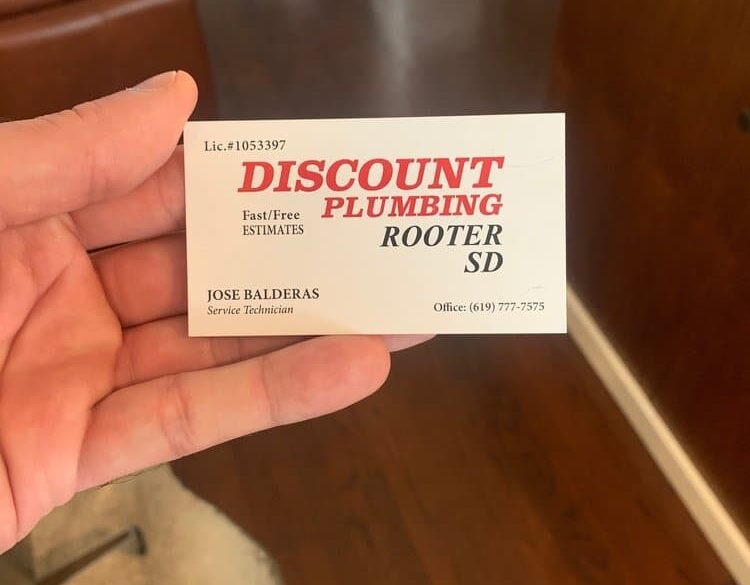 Lic.#1053397
DISCOUNT
PLUMBING
Fast/Free
ESTIMATES
ROOTER
SD
JOSE BALDERAS
Service Technician
Office: (619) 777-7575